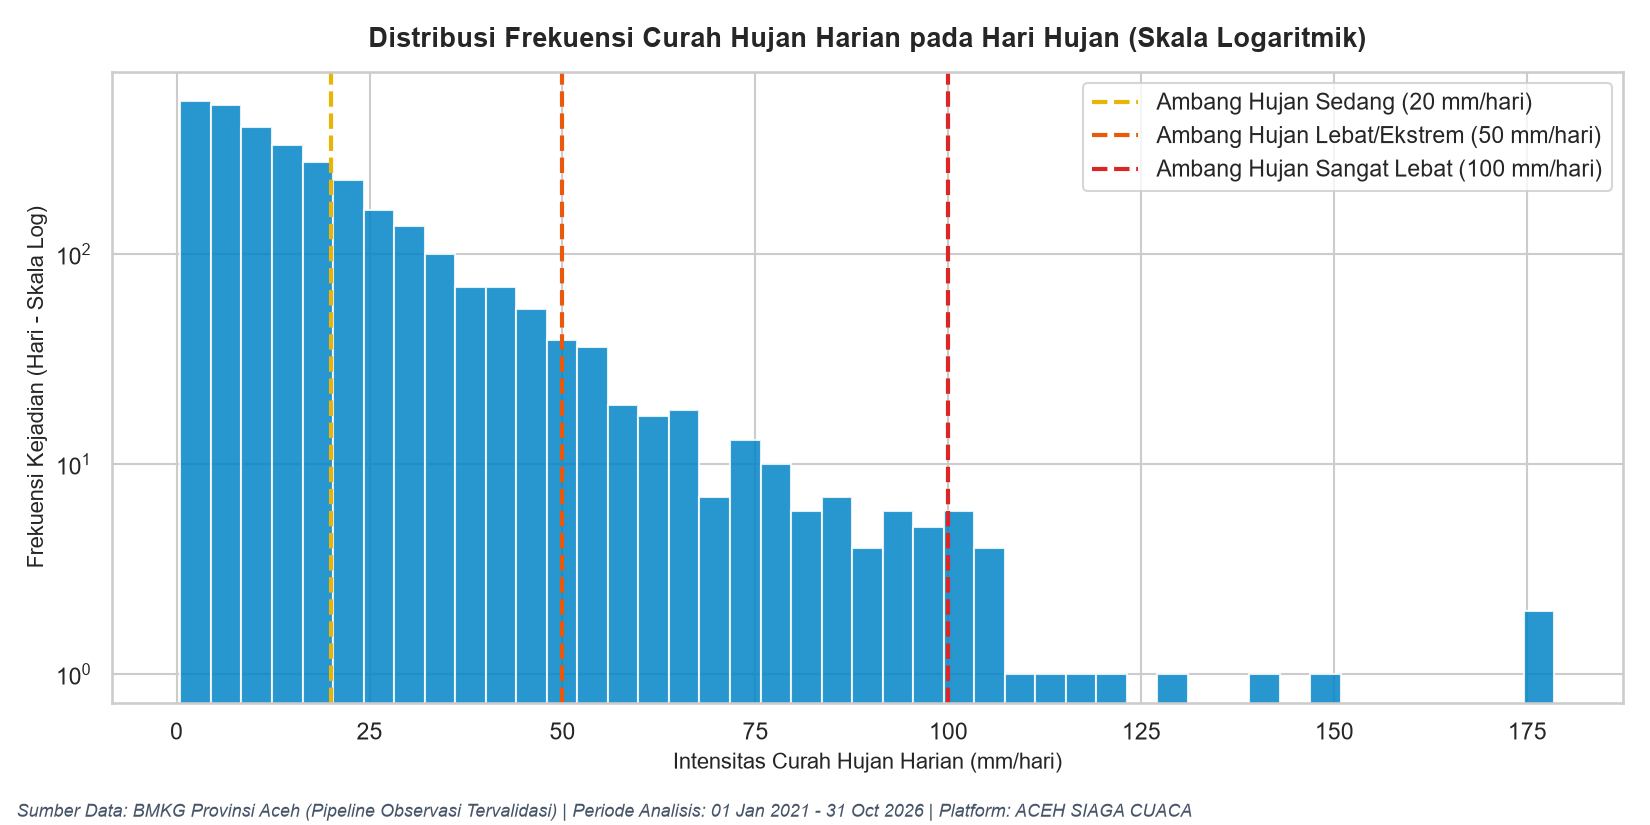 Distribusi Frekuensi Curah Hujan Harian pada Hari Hujan (Skala Logaritmik)
Ambang Hujan Sedang (20 mm/hari)
Ambang Hujan Lebat/Ekstrem (50 mm/hari)
Ambang Hujan Sangat Lebat (100 mm/hari)
Frekuensi Kejadian (Hari - Skala Log)
10²
10¹
10⁰
0 25 50 75 100 125 150 175
Intensitas Curah Hujan Harian (mm/hari)
Sumber Data: BMKG Provinsi Aceh (Pipeline Observasi Tervalidasi) | Periode Analisis: 01 Jan 2021 - 31 Oct 2026 | Platform: ACEH SIAGA CUACA